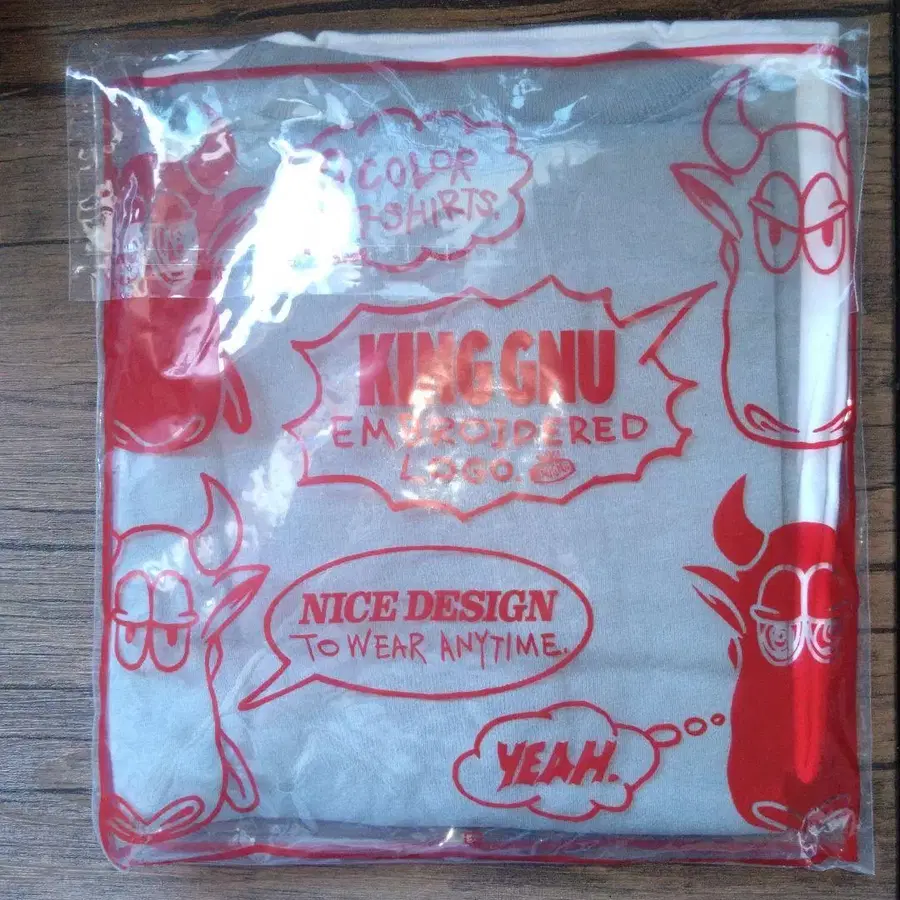 COLOR
T-SHIRTS.
KING GNU
EMBROIDERED
LOGO.
NICE DESIGN
TO WEAR ANYTIME.
YEAH.